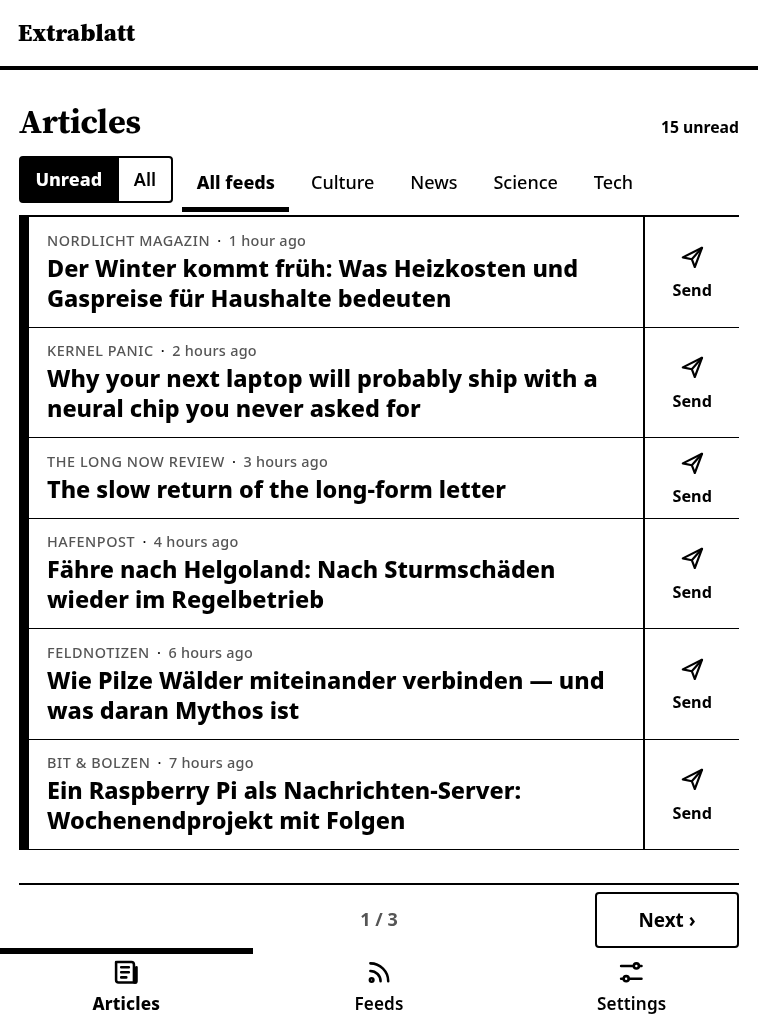 Extrablatt
Articles
15 unread
Unread All All feeds Culture News Science Tech
NORDLICHT MAGAZIN · 1 hour ago
Der Winter kommt früh: Was Heizkosten und
Gaspreise für Haushalte bedeuten
Send
KERNEL PANIC · 2 hours ago
Why your next laptop will probably ship with a
neural chip you never asked for
Send
THE LONG NOW REVIEW · 3 hours ago
The slow return of the long-form letter
Send
HAFENPOST · 4 hours ago
Fähre nach Helgoland: Nach Sturmschäden
wieder im Regelbetrieb
Send
FELDNOTIZEN · 6 hours ago
Wie Pilze Wälder miteinander verbinden — und
was daran Mythos ist
Send
BIT & BOLZEN · 7 hours ago
Ein Raspberry Pi als Nachrichten-Server:
Wochenendprojekt mit Folgen
Send
1 / 3
Next ›
Articles Feeds Settings